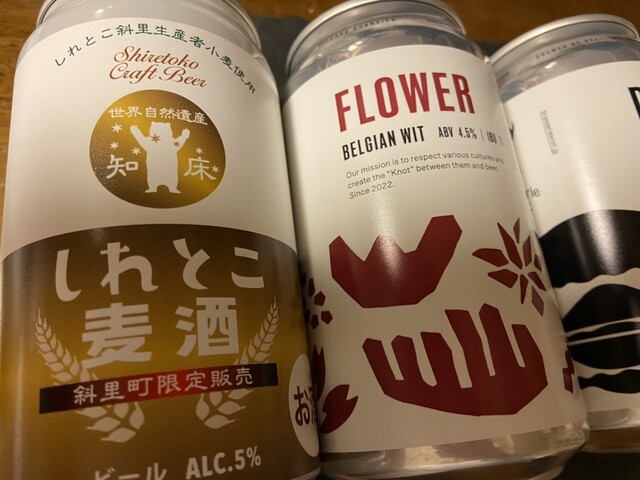 しれとこ斜里生産者小麦使用
Shiretoko
Craft Beer
世界自然遺産
知床
しれとこ
麦酒
斜里町限定販売
お酒
ビール ALC.5%
FLOWER
BELGIAN WIT ABV 4.5% IBU
Our mission is to respect various cultures and
create the "Knot" between them and beer.
Since 2022.